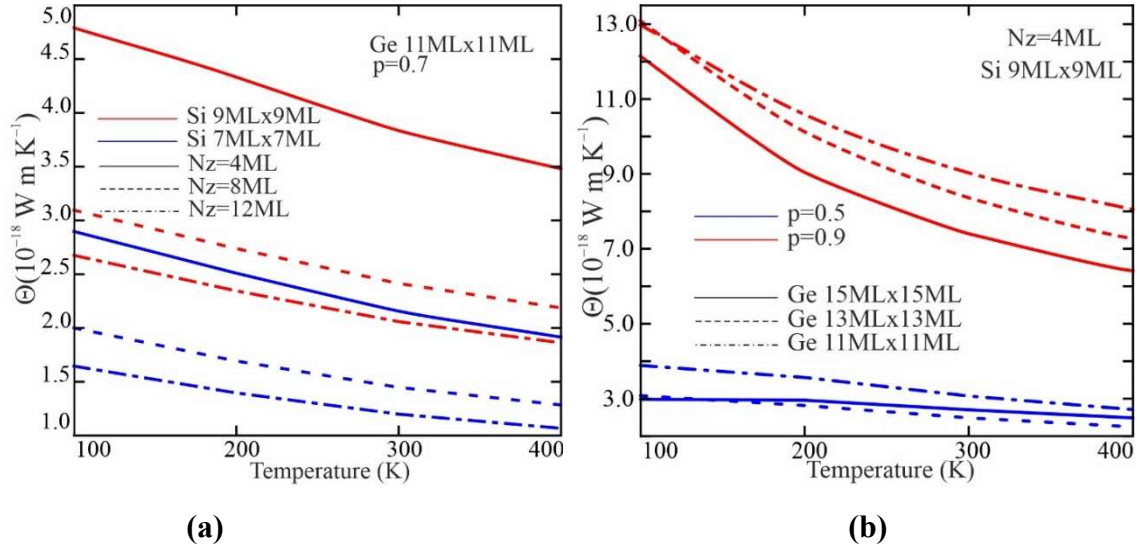 5.0
4.5
4.0
3.5
3.0
2.5
2.0
1.5
1.0
Θ(10⁻¹⁸ W m K⁻¹)
Ge 11MLx11ML
p=0.7
Si 9MLx9ML
Si 7MLx7ML
Nz=4ML
Nz=8ML
Nz=12ML
100 200 300 400
Temperature (K)
(a)
13.0
11.0
9.0
7.0
5.0
3.0
Θ(10⁻¹⁸ W m K⁻¹)
Nz=4ML
Si 9MLx9ML
p=0.5
p=0.9
Ge 15MLx15ML
Ge 13MLx13ML
Ge 11MLx11ML
100 200 300 400
Temperature (K)
(b)